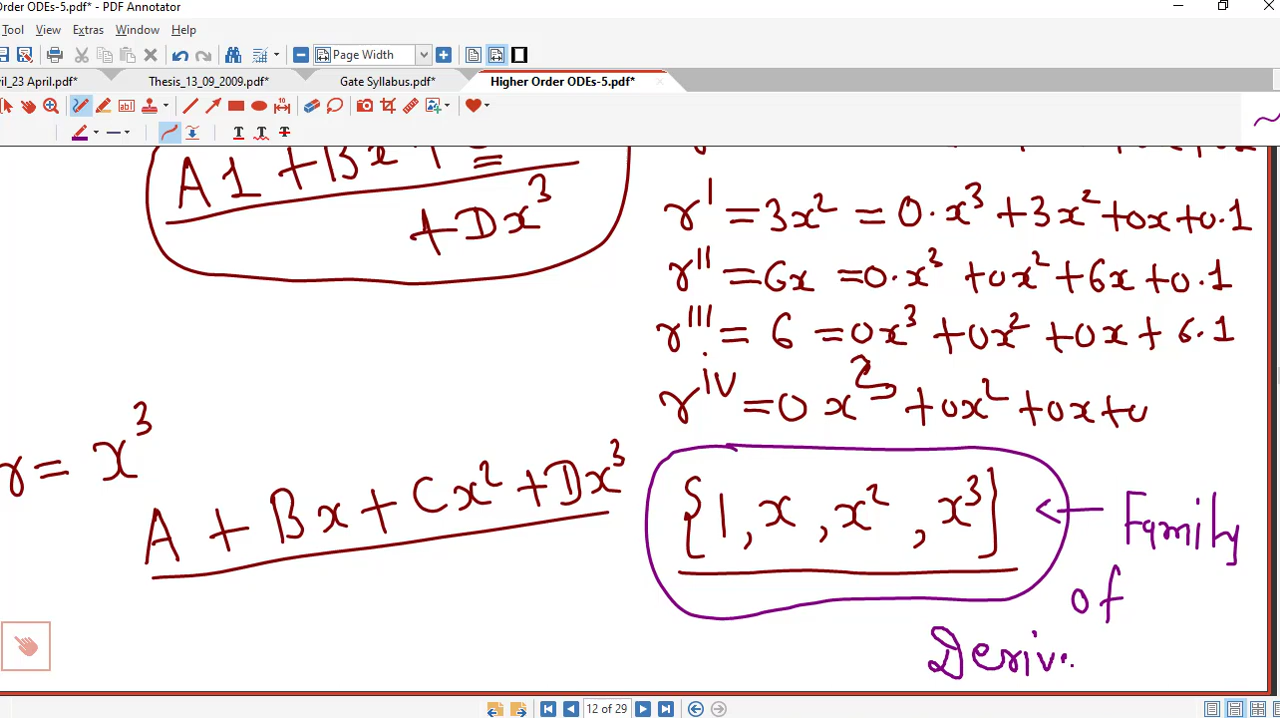 Order ODEs-5.pdf* - PDF Annotator
Tool View Extras Window Help
Page Width
il_23 April.pdf* Thesis_13_09_2009.pdf* Gate Syllabus.pdf* Higher Order ODEs-5.pdf*
A1 + Bx +
+ Dx³
r' = 3x² = 0·x³ + 3x² + 0x + 0·1
r'' = 6x = 0·x³ + 0x² + 6x + 0·1
r''' = 6 = 0x³ + 0x² + 0x + 6·1
r^iv = 0x³ + 0x² + 0x + 0
r = x³
A + Bx + Cx² + Dx³
{1, x, x², x³} ← Family
of
Deriv
12 of 29